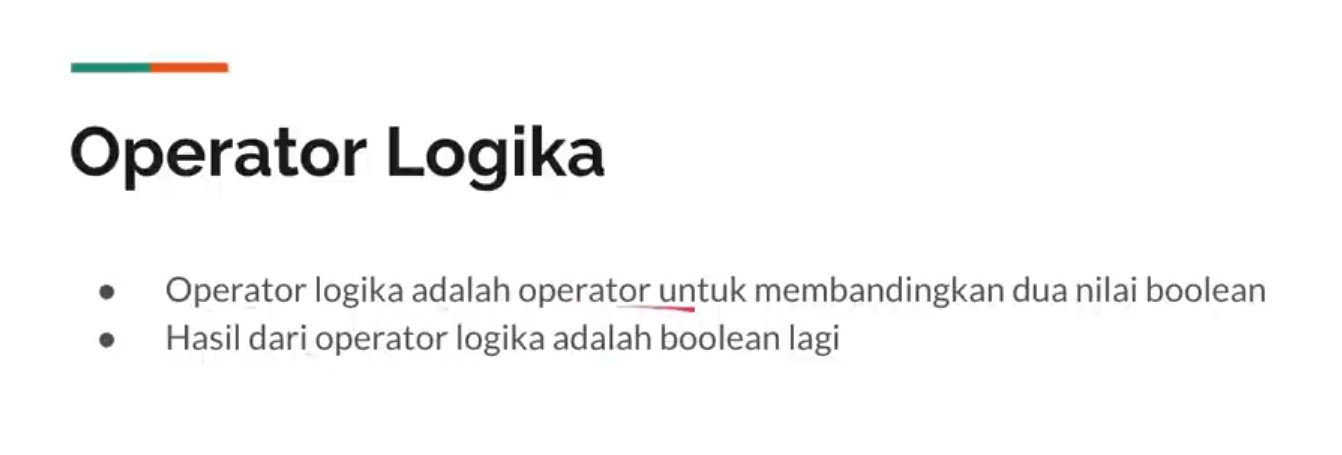 Operator Logika
● Operator logika adalah operator untuk membandingkan dua nilai boolean
● Hasil dari operator logika adalah boolean lagi